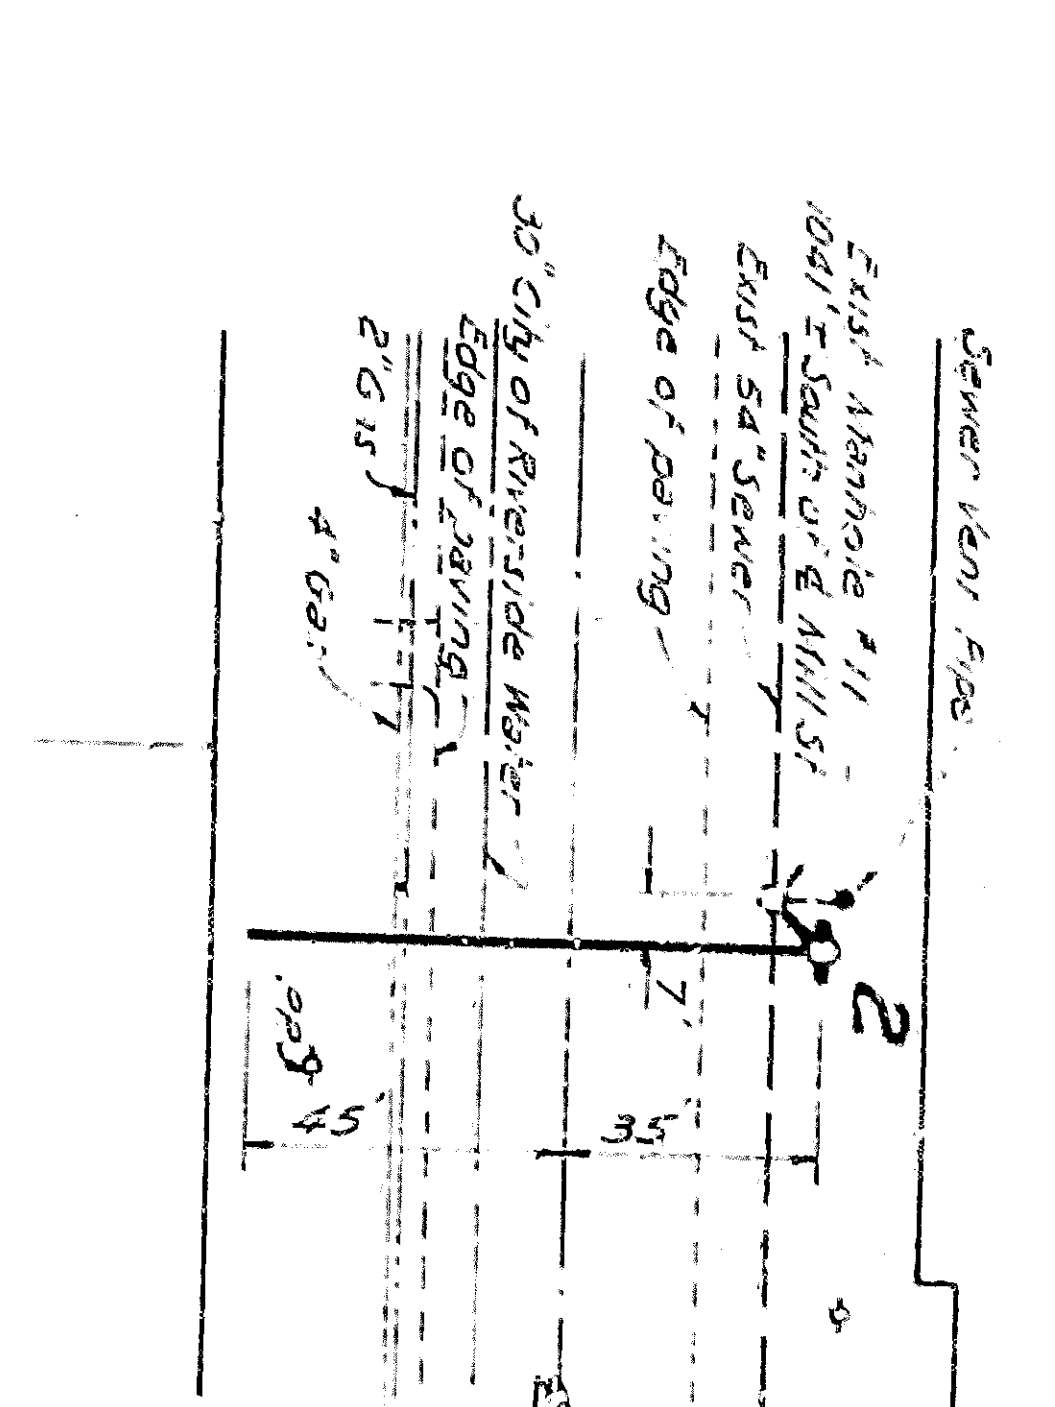 Sewer Vent Pipe
Exist Manhole #11
1041' ± South of ℄ Mill St
Exist 54" Sewer
Edge of paving
30" City of Riverside Water
Edge of paving
2" Gas
4" Gas
2
7'
35'
45'